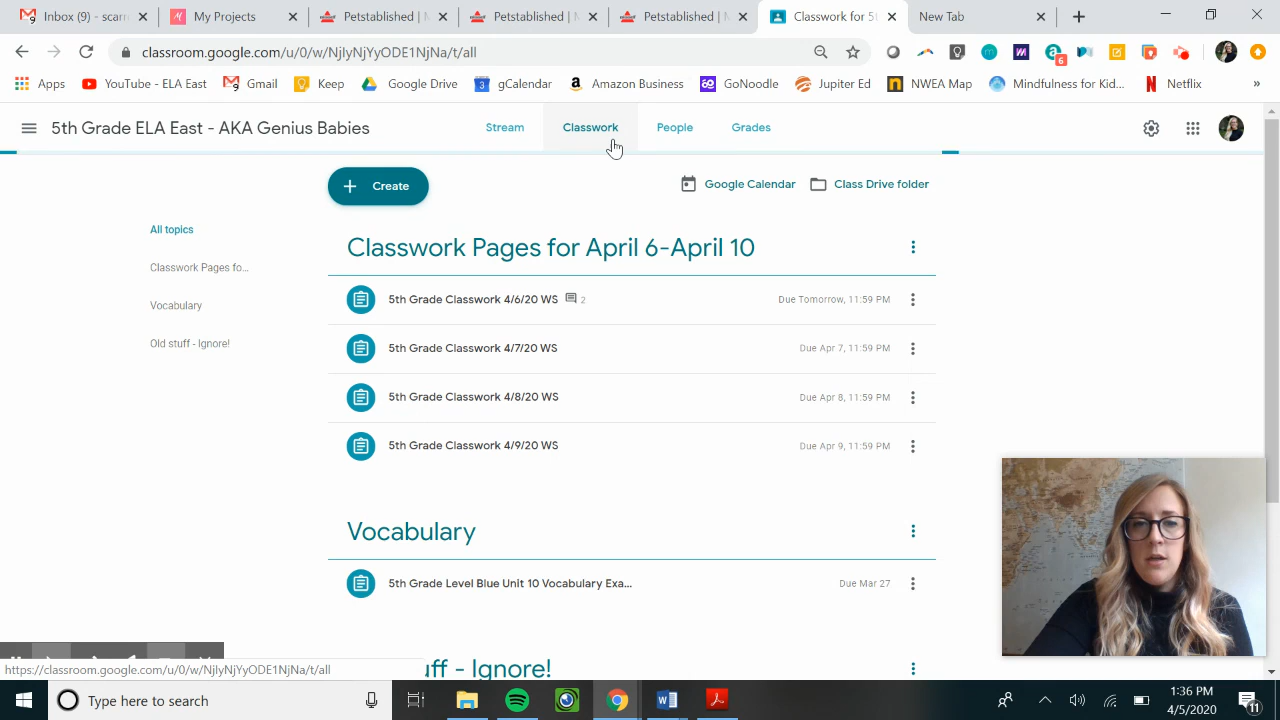 Inbox (9) - scarr
My Projects
Petstablished | M
Petstablished | M
Petstablished | M
Classwork for 5t
New Tab
classroom.google.com/u/0/w/NjIyNjYyODE1NjNa/t/all
6
Apps
YouTube - ELA East
Gmail
Keep
Google Drive
gCalendar
Amazon Business
GoNoodle
Jupiter Ed
NWEA Map
Mindfulness for Kid...
Netflix
»
5th Grade ELA East - AKA Genius Babies
Stream
Classwork
People
Grades
Create
Google Calendar
Class Drive folder
All topics
Classwork Pages fo...
Vocabulary
Old stuff - Ignore!
Classwork Pages for April 6-April 10
5th Grade Classwork 4/6/20 WS 2
Due Tomorrow, 11:59 PM
5th Grade Classwork 4/7/20 WS
Due Apr 7, 11:59 PM
5th Grade Classwork 4/8/20 WS
Due Apr 8, 11:59 PM
5th Grade Classwork 4/9/20 WS
Due Apr 9, 11:59 PM
Vocabulary
5th Grade Level Blue Unit 10 Vocabulary Exa...
Due Mar 27
uff - Ignore!
https://classroom.google.com/u/0/w/NjIyNjYyODE1NjNa/t/all
Type here to search
1:36 PM
4/5/2020
11